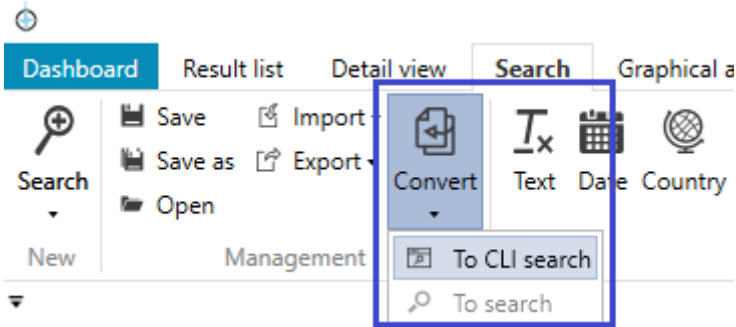 Dashboard Result list Detail view Search Graphical a
Save Import
Save as Export
Search Convert Text Date Country
Open
New Management
To CLI search
To search